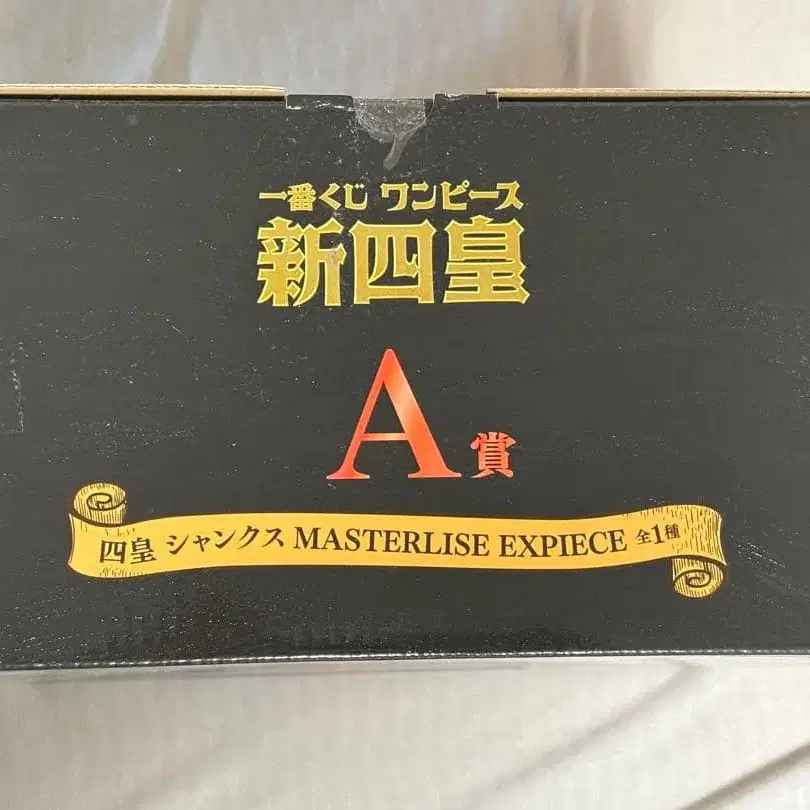 一番くじ ワンピース
新四皇
A賞
四皇 シャンクス MASTERLISE EXPIECE 全1種